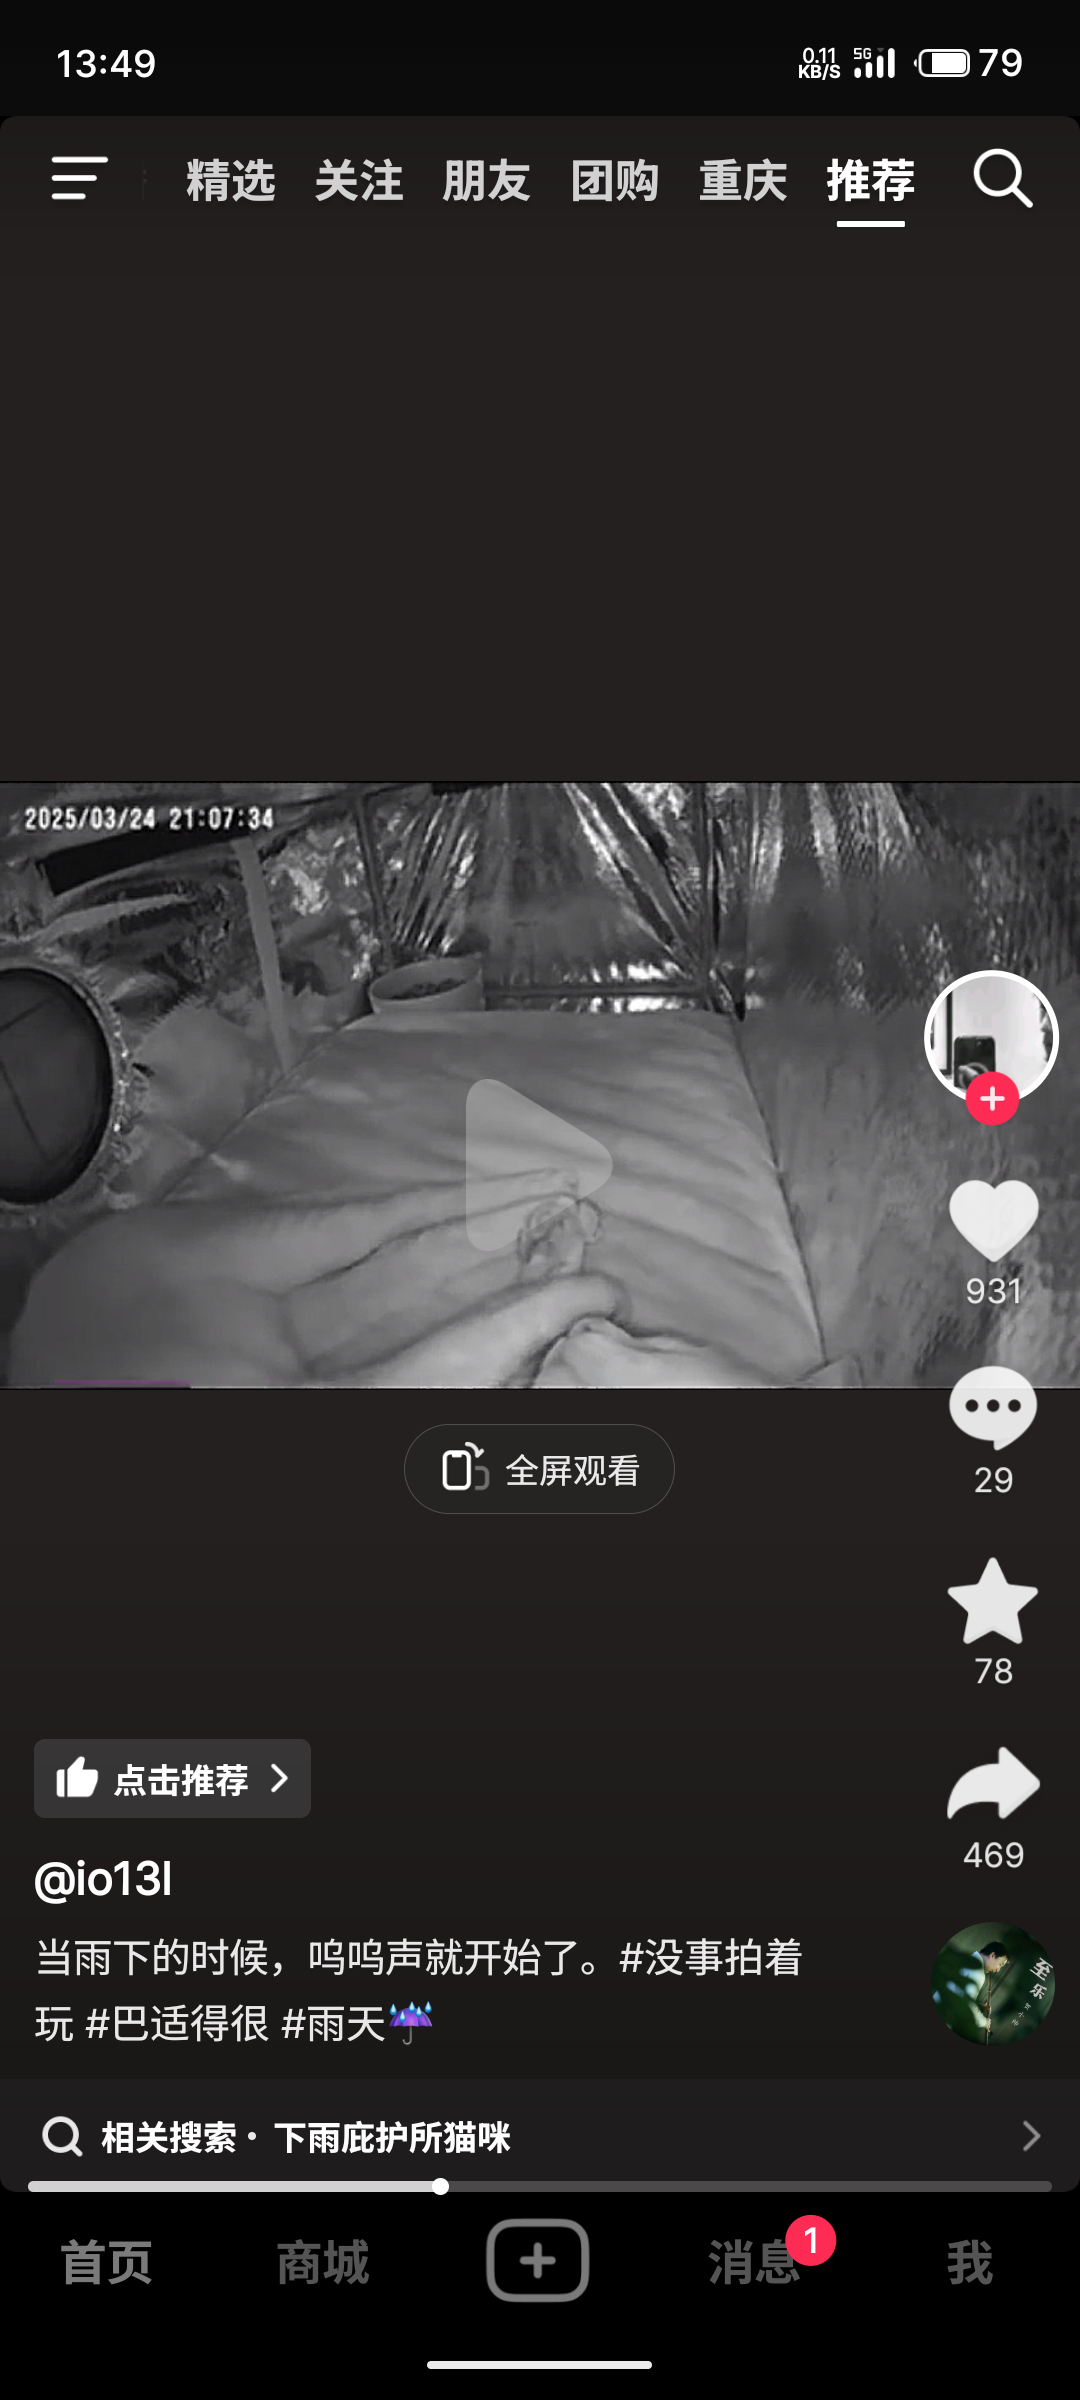 13:49
0.11
KB/S
5G
79
精选 关注 朋友 团购 重庆 推荐
2025/03/24 21:07:34
931
全屏观看
29
78
点击推荐
469
@io13l
当雨下的时候，呜呜声就开始了。#没事拍着
玩 #巴适得很 #雨天☔
至乐
相关搜索· 下雨庇护所猫咪
首页 商城 消息 1 我